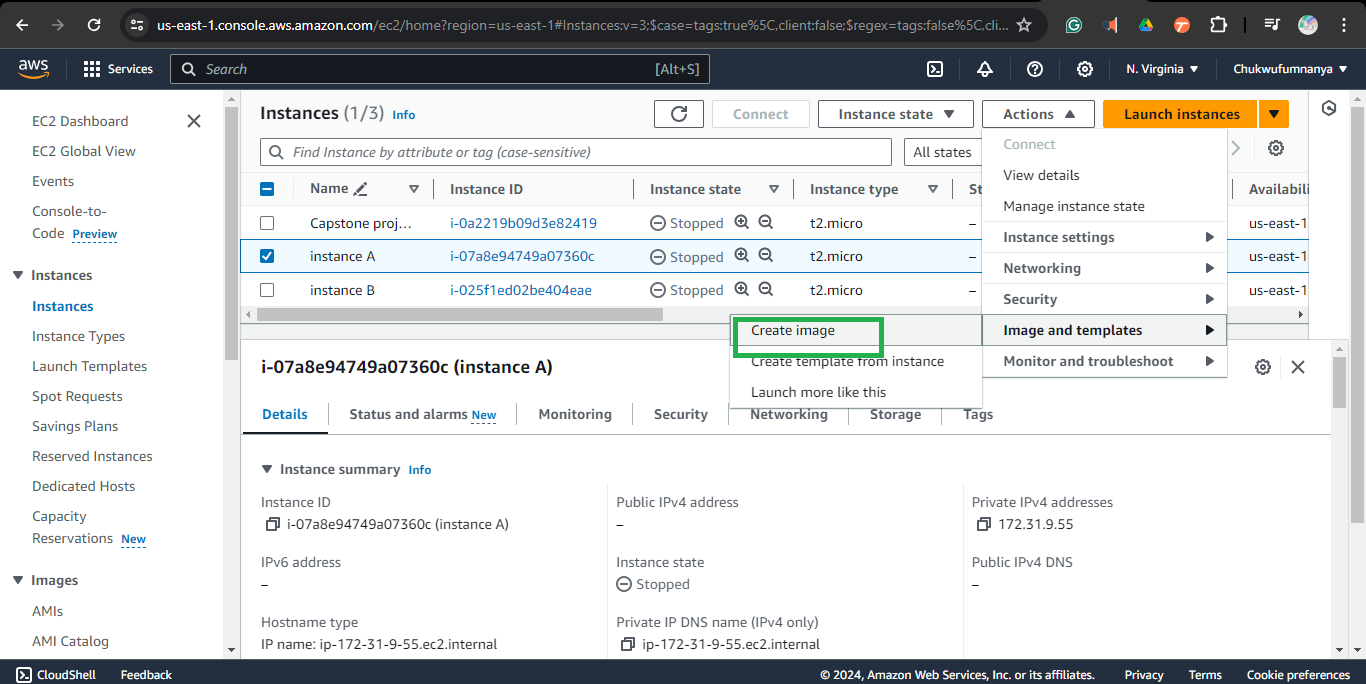 us-east-1.console.aws.amazon.com/ec2/home?region=us-east-1#Instances:v=3;$case=tags:true%5C,client:false;$regex=tags:false%5C,cli...
aws
Services
Search
[Alt+S]
N. Virginia
Chukwufumnanya
EC2 Dashboard
EC2 Global View
Events
Console-to-
Code Preview
Instances
Instances
Instance Types
Launch Templates
Spot Requests
Savings Plans
Reserved Instances
Dedicated Hosts
Capacity
Reservations New
Images
AMIs
AMI Catalog
Instances (1/3) Info
Connect
Instance state
Actions
Launch instances
Find Instance by attribute or tag (case-sensitive)
All states
Name Instance ID Instance state Instance type St Availabili
Capstone proj... i-0a2219b09d3e82419 Stopped t2.micro – us-east-1
instance A i-07a8e94749a07360c Stopped t2.micro – us-east-1
instance B i-025f1ed02be404eae Stopped t2.micro – us-east-1
Connect
View details
Manage instance state
Instance settings
Networking
Security
Image and templates
Monitor and troubleshoot
Create image
Create template from instance
Launch more like this
i-07a8e94749a07360c (instance A)
Details Status and alarms New Monitoring Security Networking Storage Tags
Instance summary Info
Instance ID
i-07a8e94749a07360c (instance A)
Public IPv4 address
–
Private IPv4 addresses
172.31.9.55
IPv6 address
–
Instance state
Stopped
Public IPv4 DNS
–
Hostname type
IP name: ip-172-31-9-55.ec2.internal
Private IP DNS name (IPv4 only)
ip-172-31-9-55.ec2.internal
CloudShell Feedback © 2024, Amazon Web Services, Inc. or its affiliates. Privacy Terms Cookie preferences